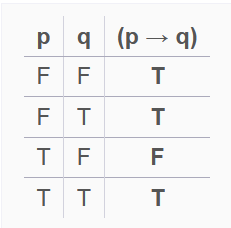 p q (p → q)
F F T
F T T
T F F
T T T